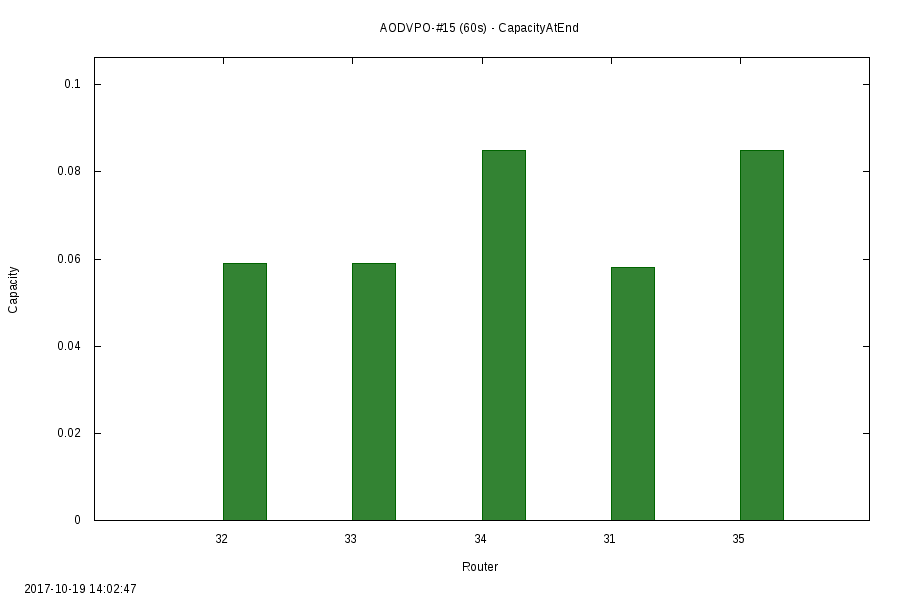 AODVPO-#15 (60s) - CapacityAtEnd
0.1
0.08
0.06
0.04
0.02
0
Capacity
32 33 34 31 35
Router
2017-10-19 14:02:47